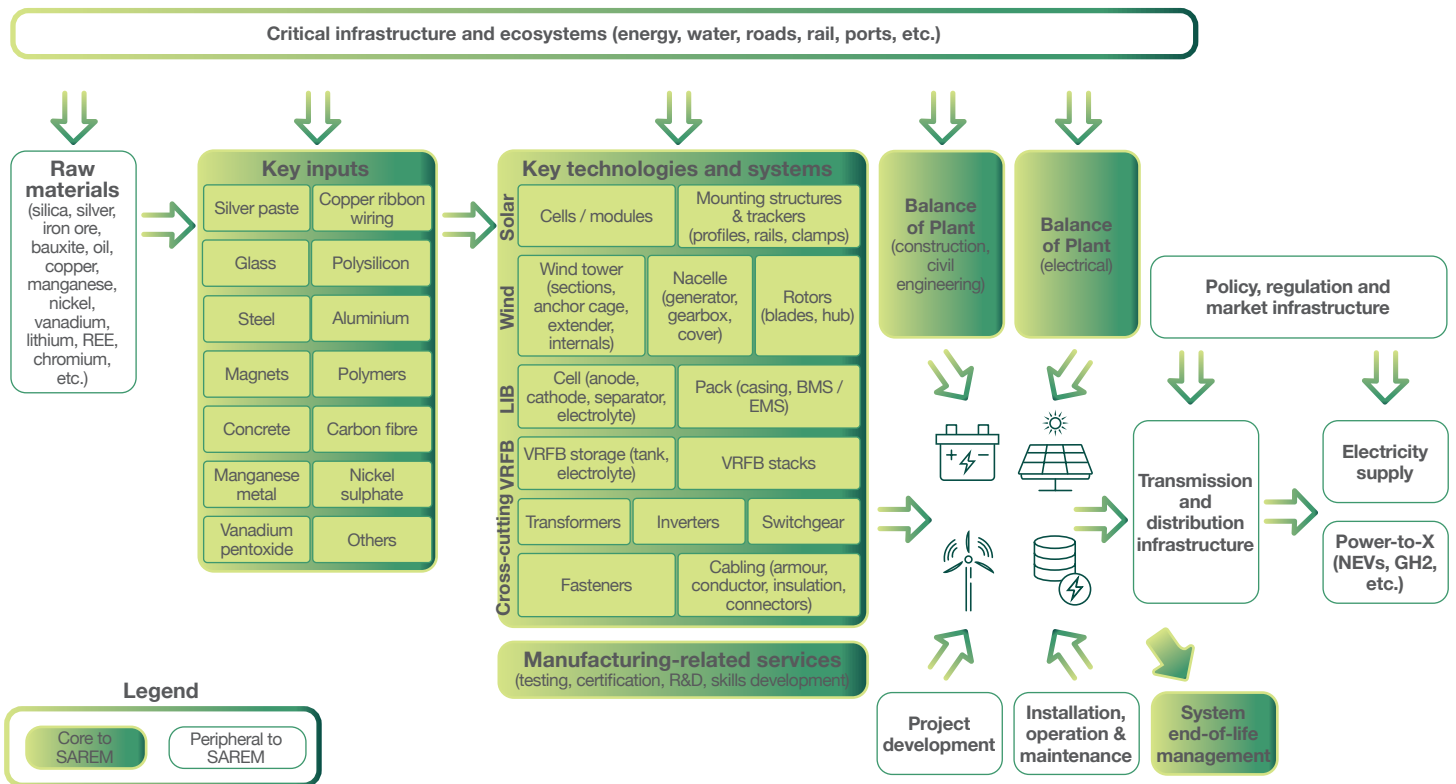 Critical infrastructure and ecosystems (energy, water, roads, rail, ports, etc.)
Raw
materials
(silica, silver,
iron ore,
bauxite, oil,
copper,
manganese,
nickel,
vanadium,
lithium, REE,
chromium,
etc.)
Key inputs
Silver paste
Copper ribbon
wiring
Glass
Polysilicon
Steel
Aluminium
Magnets
Polymers
Concrete
Carbon fibre
Manganese
metal
Nickel
sulphate
Vanadium
pentoxide
Others
Key technologies and systems
Solar
Cells / modules
Mounting structures
& trackers
(profiles, rails, clamps)
Wind
Wind tower
(sections,
anchor cage,
extender,
internals)
Nacelle
(generator,
gearbox,
cover)
Rotors
(blades, hub)
LIB
Cell (anode,
cathode, separator,
electrolyte)
Pack (casing, BMS /
EMS)
VRFB
VRFB storage (tank,
electrolyte)
VRFB stacks
Cross-cutting
Transformers
Inverters
Switchgear
Fasteners
Cabling (armour,
conductor, insulation,
connectors)
Manufacturing-related services
(testing, certification, R&D, skills development)
Balance
of Plant
(construction,
civil
engineering)
Balance
of Plant
(electrical)
Policy, regulation and
market infrastructure
Transmission
and
distribution
infrastructure
Electricity
supply
Power-to-X
(NEVs, GH2,
etc.)
Project
development
Installation,
operation &
maintenance
System
end-of-life
management
Legend
Core to
SAREM
Peripheral to
SAREM